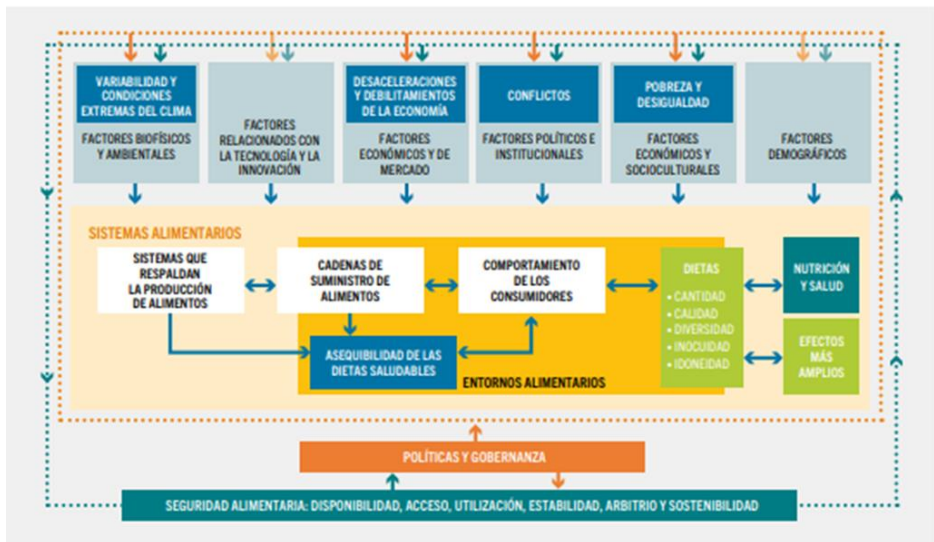 VARIABILIDAD Y
CONDICIONES
EXTREMAS DEL CLIMA
FACTORES BIOFÍSICOS
Y AMBIENTALES
FACTORES
RELACIONADOS CON
LA TECNOLOGÍA Y LA
INNOVACIÓN
DESACELERACIONES
Y DEBILITAMIENTOS
DE LA ECONOMÍA
FACTORES
ECONÓMICOS Y DE
MERCADO
CONFLICTOS
FACTORES POLÍTICOS E
INSTITUCIONALES
POBREZA Y
DESIGUALDAD
FACTORES
ECONÓMICOS Y
SOCIOCULTURALES
FACTORES
DEMOGRÁFICOS
SISTEMAS ALIMENTARIOS
SISTEMAS QUE
RESPALDAN
LA PRODUCCIÓN
DE ALIMENTOS
CADENAS DE
SUMINISTRO DE
ALIMENTOS
COMPORTAMIENTO
DE LOS
CONSUMIDORES
DIETAS
• CANTIDAD
• CALIDAD
• DIVERSIDAD
• INOCUIDAD
• IDONEIDAD
NUTRICIÓN
Y SALUD
EFECTOS
MÁS
AMPLIOS
ASEQUIBILIDAD DE LAS
DIETAS SALUDABLES
ENTORNOS ALIMENTARIOS
POLÍTICAS Y GOBERNANZA
SEGURIDAD ALIMENTARIA: DISPONIBILIDAD, ACCESO, UTILIZACIÓN, ESTABILIDAD, ARBITRIO Y SOSTENIBILIDAD